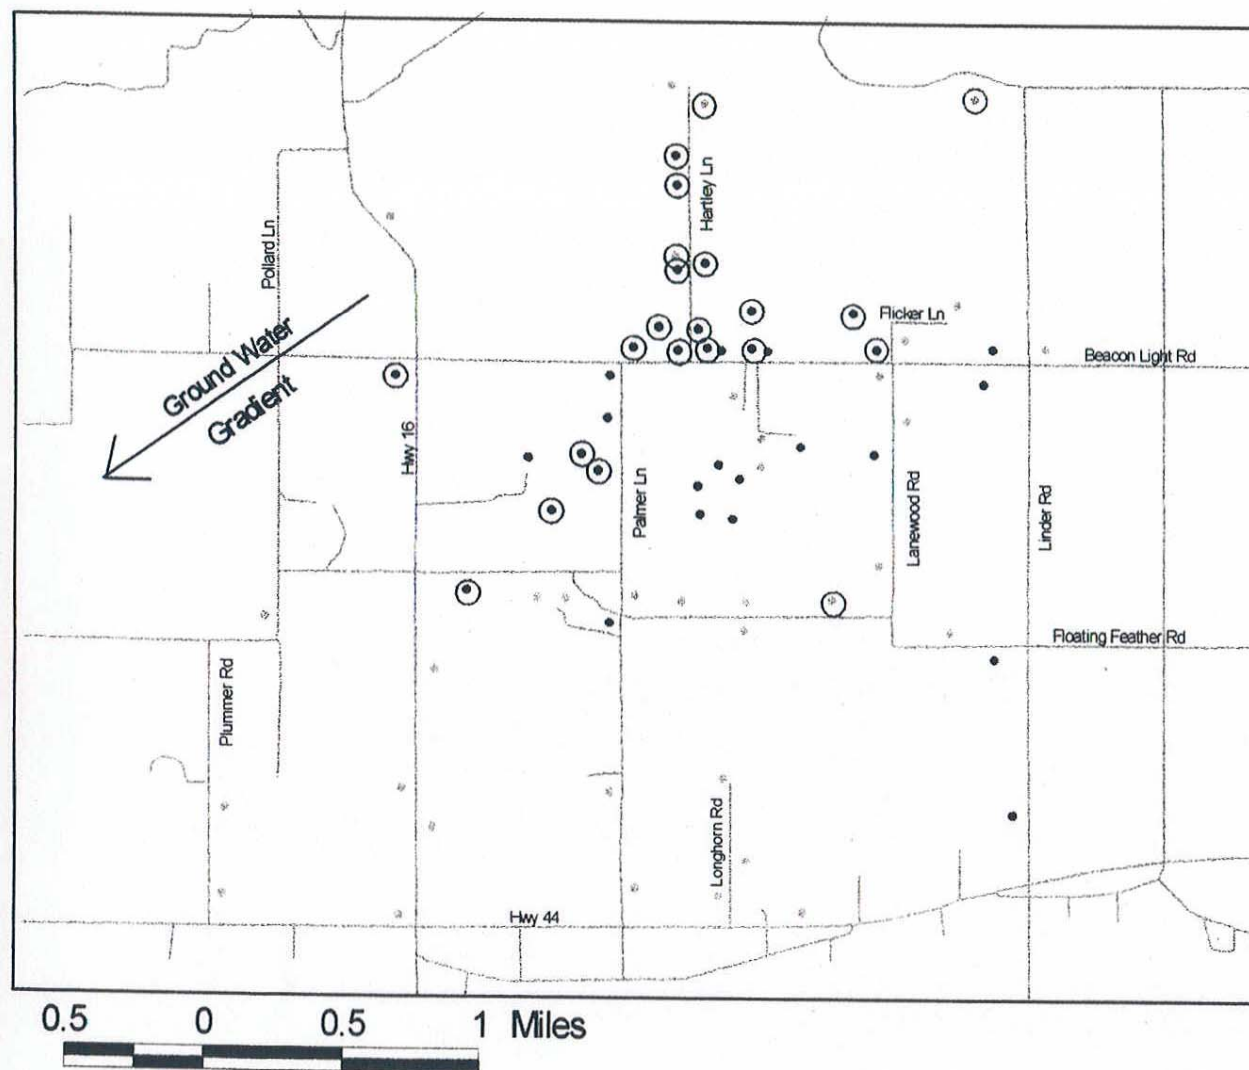 Hartley Ln
Pollard Ln
Flicker Ln
Ground Water
Gradient
Beacon Light Rd
Hwy 16
Palmer Ln
Lanewood Rd
Linder Rd
Floating Feather Rd
Plummer Rd
Longhorn Rd
Hwy 44
0.5 0 0.5 1 Miles